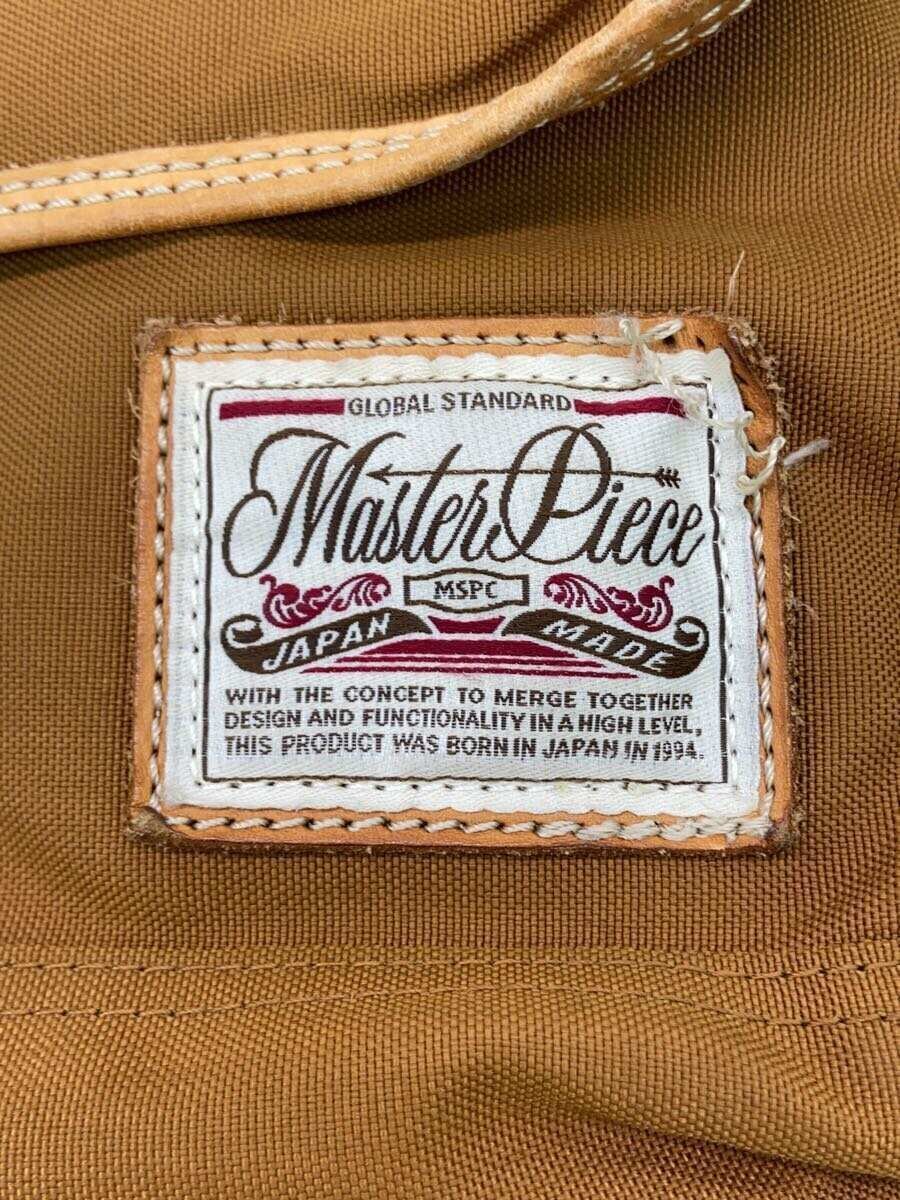 GLOBAL STANDARD
Master Piece
MSPC
JAPAN MADE
WITH THE CONCEPT TO MERGE TOGETHER
DESIGN AND FUNCTIONALITY IN A HIGH LEVEL,
THIS PRODUCT WAS BORN IN JAPAN IN 1994.